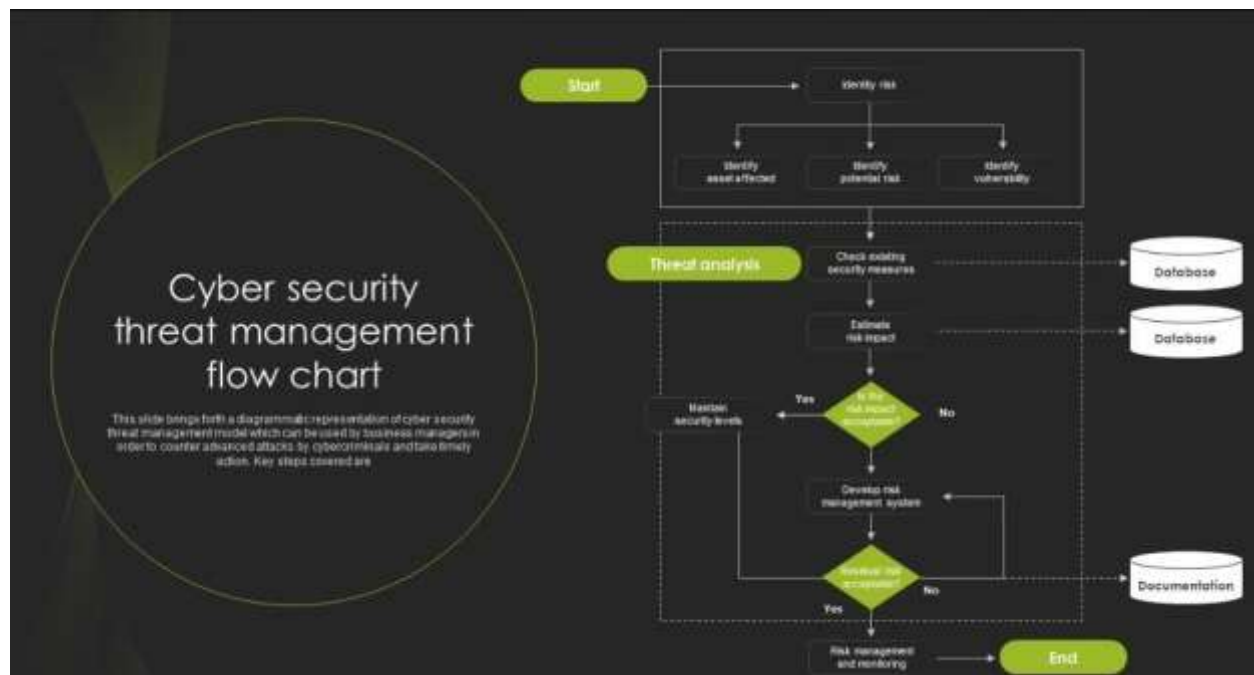 Cyber security
threat management
flow chart
This slide brings forth a diagrammatic representation of cyber security
threat management model which can be used by business managers in
order to counter advanced attacks by cybercriminals and take timely
action. Key steps covered are
Start
Identify risk
Identify
asset affected
Identify
potential risk
Identify
vulnerability
Threat analysis
Check existing
security measures
Database
Estimate
risk impact
Database
Is the
risk impact
acceptable?
Yes
No
Maintain
security levels
Develop risk
management system
Residual risk
acceptable?
No
Yes
Documentation
Risk management
and monitoring
End